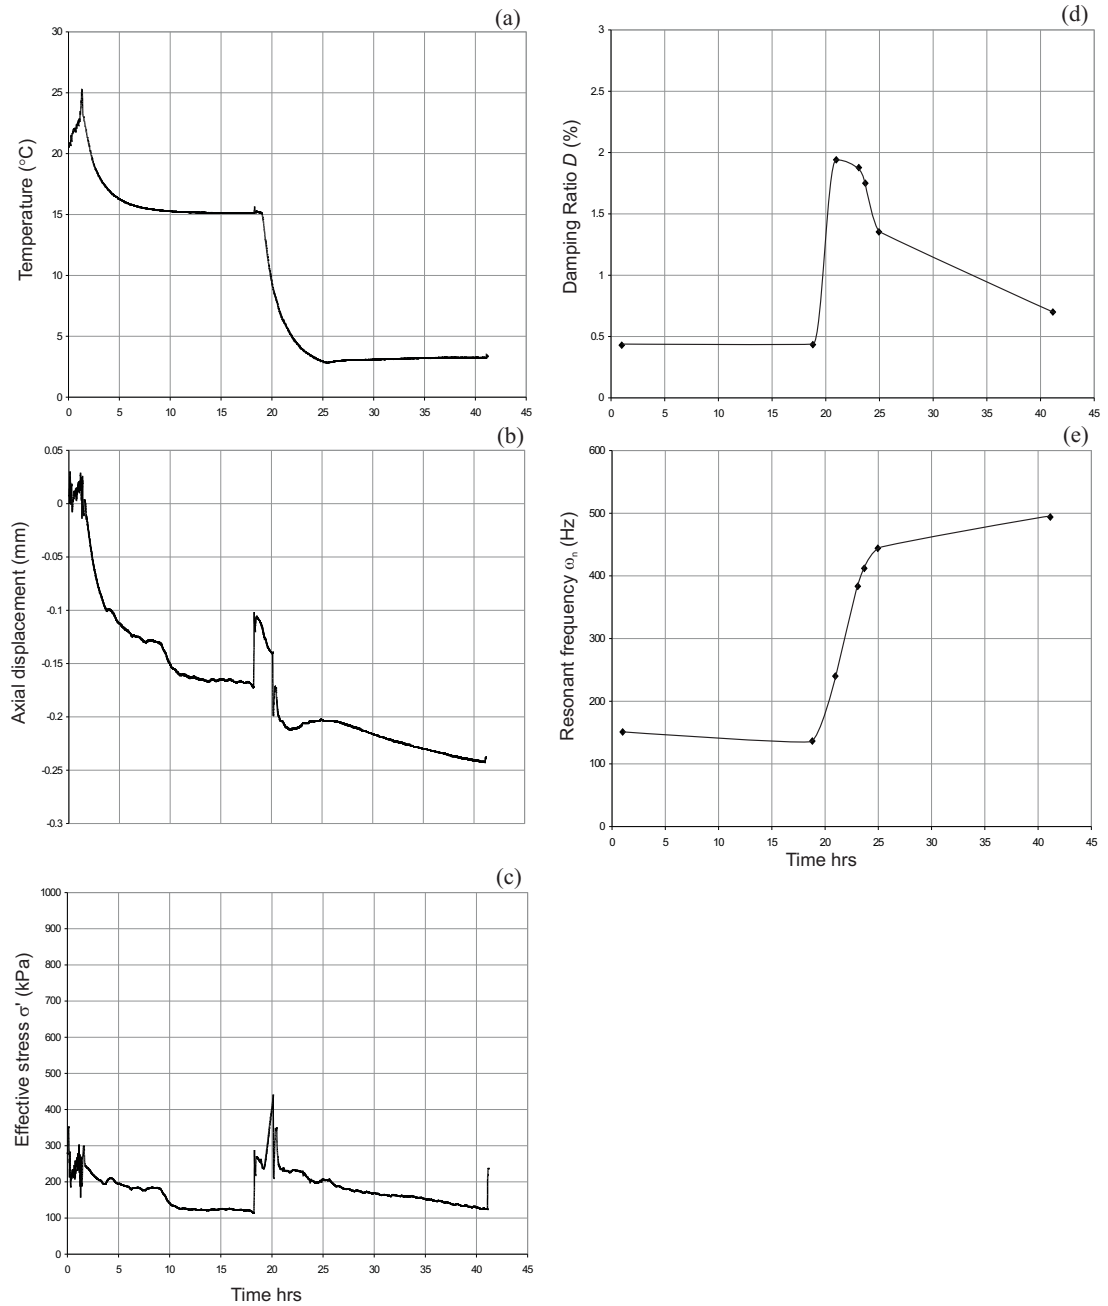 (a)
30
25
20
15
10
5
0
Temperature (°C)
0 5 10 15 20 25 30 35 40 45
(b)
0.05
0
-0.05
-0.1
-0.15
-0.2
-0.25
-0.3
Axial displacement (mm)
(c)
1000
900
800
700
600
500
400
300
200
100
0
Effective stress σ' (kPa)
0 5 10 15 20 25 30 35 40 45
Time hrs
(d)
3
2.5
2
1.5
1
0.5
0
Damping Ratio D (%)
0 5 10 15 20 25 30 35 40 45
(e)
600
500
400
300
200
100
0
Resonant frequency ωn (Hz)
0 5 10 15 20 25 30 35 40 45
Time hrs